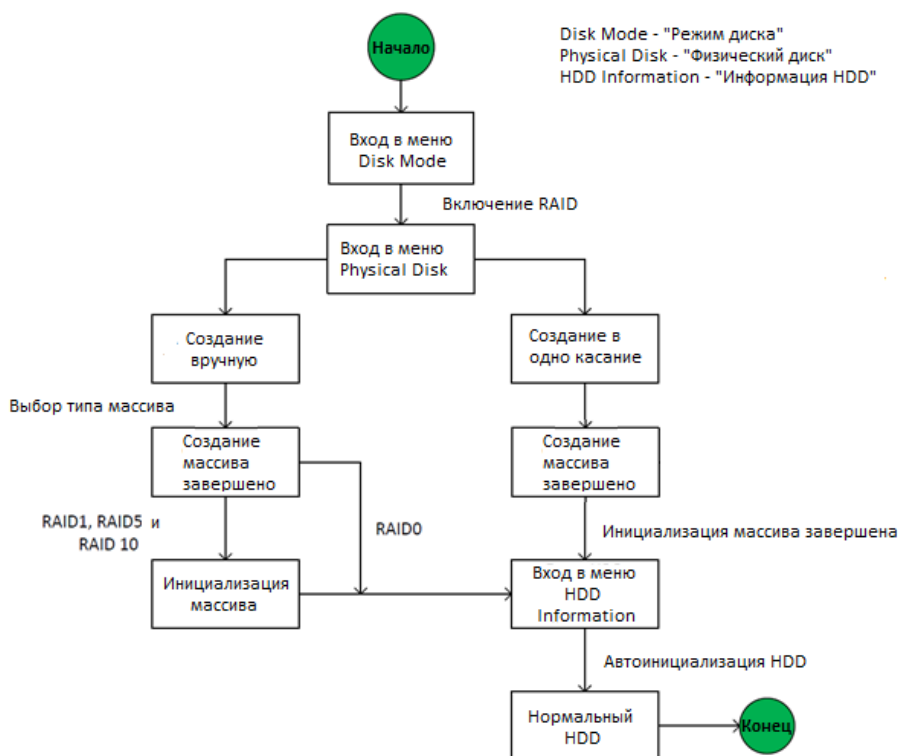 Начало
Disk Mode - "Режим диска"
Physical Disk - "Физический диск"
HDD Information - "Информация HDD"
Вход в меню
Disk Mode
Включение RAID
Вход в меню
Physical Disk
Создание
вручную
Создание в
одно касание
Выбор типа массива
Создание
массива
завершено
Создание
массива
завершено
RAID1, RAID5 и
RAID 10
RAID0
Инициализация массива завершена
Инициализация
массива
Вход в меню
HDD
Information
Автоинициализация HDD
Нормальный
HDD
Конец